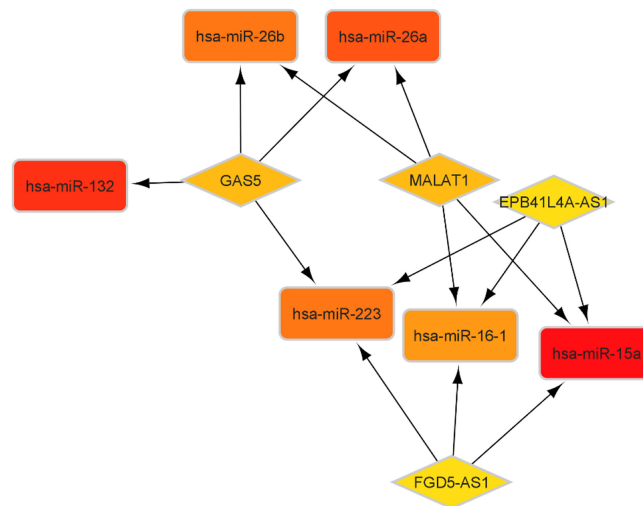 hsa-miR-26b
hsa-miR-26a
hsa-miR-132
GAS5
MALAT1
EPB41L4A-AS1
hsa-miR-223
hsa-miR-16-1
hsa-miR-15a
FGD5-AS1